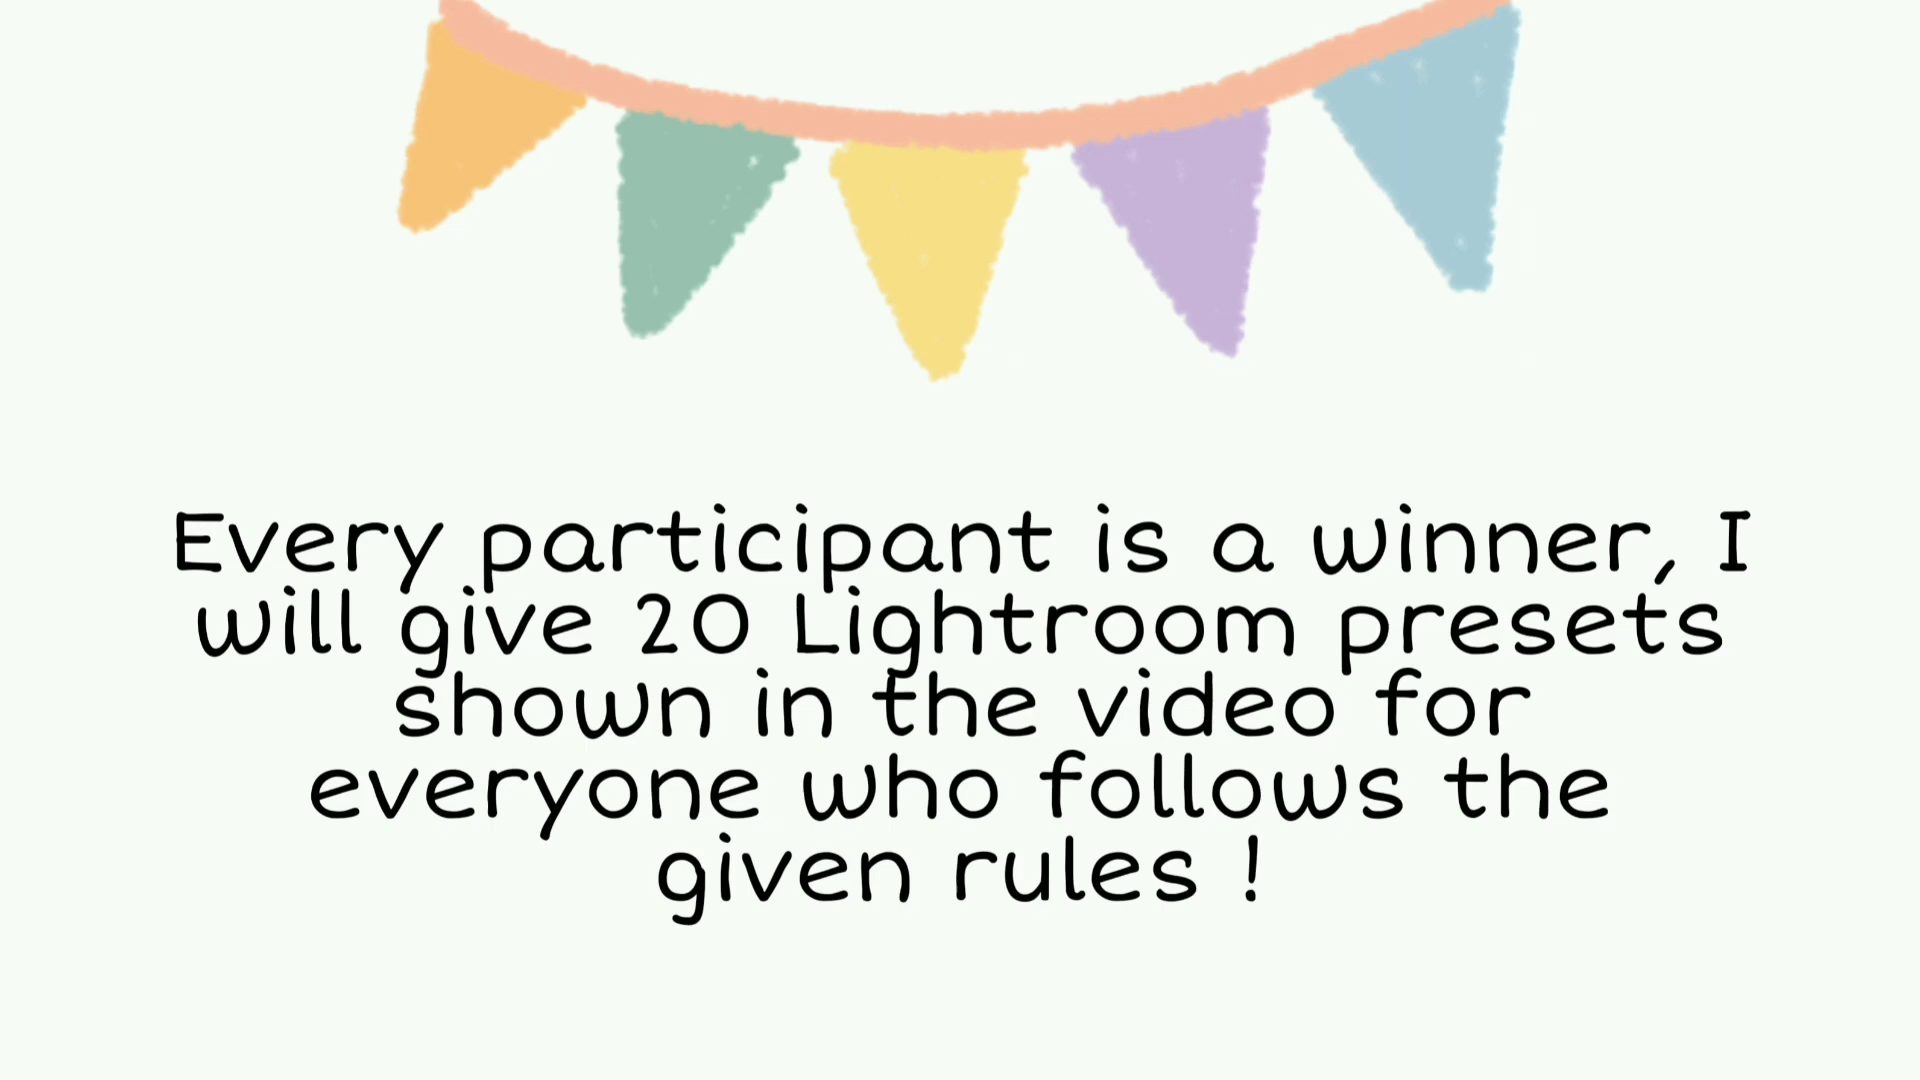 Every participant is a winner, I
will give 20 Lightroom presets
shown in the video for
everyone who follows the
given rules !